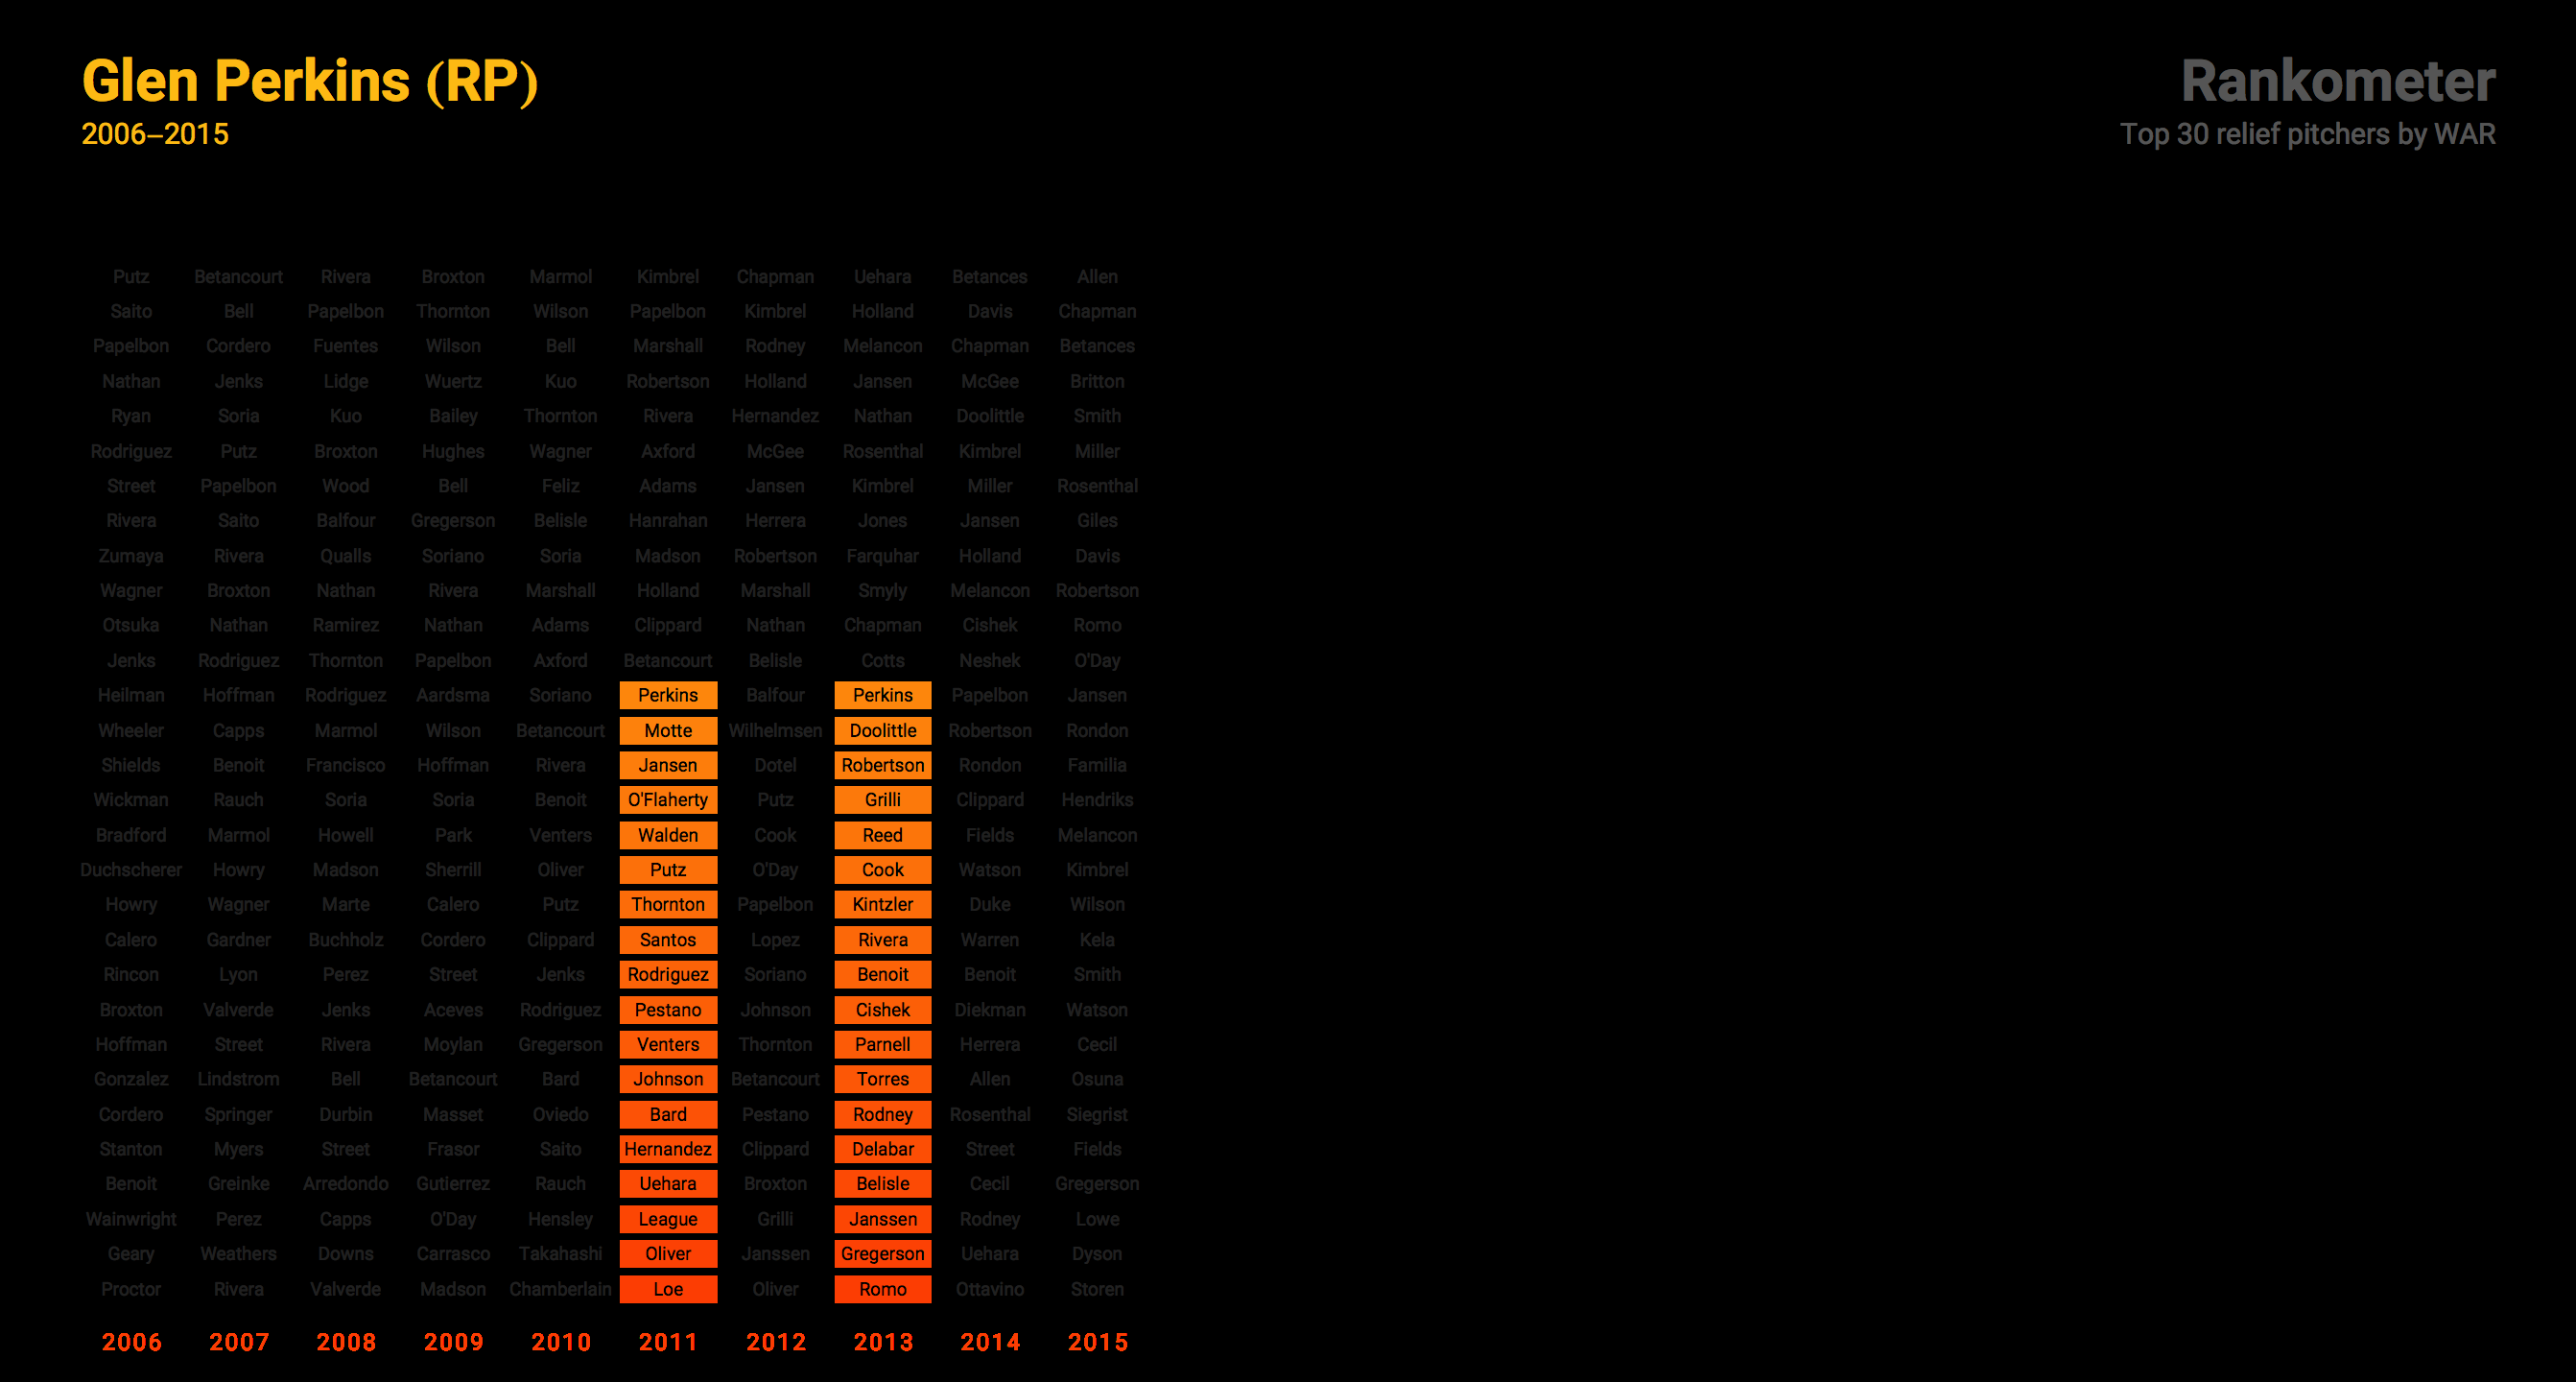 Glen Perkins (RP)
2006–2015
Rankometer
Top 30 relief pitchers by WAR
Putz Betancourt Rivera Broxton Marmol Kimbrel Chapman Uehara Betances Allen
Saito Bell Papelbon Thornton Wilson Papelbon Kimbrel Holland Davis Chapman
Papelbon Cordero Fuentes Wilson Bell Marshall Rodney Melancon Chapman Betances
Nathan Jenks Lidge Wuertz Kuo Robertson Holland Jansen McGee Britton
Ryan Soria Kuo Bailey Thornton Rivera Hernandez Nathan Doolittle Smith
Rodriguez Putz Broxton Hughes Wagner Axford McGee Rosenthal Kimbrel Miller
Street Papelbon Wood Bell Feliz Adams Jansen Kimbrel Miller Rosenthal
Rivera Saito Balfour Gregerson Belisle Hanrahan Herrera Jones Jansen Giles
Zumaya Rivera Qualls Soriano Soria Madson Robertson Farquhar Holland Davis
Wagner Broxton Nathan Rivera Marshall Holland Marshall Smyly Melancon Robertson
Otsuka Nathan Ramirez Nathan Adams Clippard Nathan Chapman Cishek Romo
Jenks Rodriguez Thornton Papelbon Axford Betancourt Belisle Cotts Neshek O'Day
Heilman Hoffman Rodriguez Aardsma Soriano Perkins Balfour Perkins Papelbon Jansen
Wheeler Capps Marmol Wilson Betancourt Motte Wilhelmsen Doolittle Robertson Rondon
Shields Benoit Francisco Hoffman Rivera Jansen Dotel Robertson Rondon Familia
Wickman Rauch Soria Soria Benoit O'Flaherty Putz Grilli Clippard Hendriks
Bradford Marmol Howell Park Venters Walden Cook Reed Fields Melancon
Duchscherer Howry Madson Sherrill Oliver Putz O'Day Cook Watson Kimbrel
Howry Wagner Marte Calero Putz Thornton Papelbon Kintzler Duke Wilson
Calero Gardner Buchholz Cordero Clippard Santos Lopez Rivera Warren Kela
Rincon Lyon Perez Street Jenks Rodriguez Soriano Benoit Benoit Smith
Broxton Valverde Jenks Aceves Rodriguez Pestano Johnson Cishek Diekman Watson
Hoffman Street Rivera Moylan Gregerson Venters Thornton Parnell Herrera Cecil
Gonzalez Lindstrom Bell Betancourt Bard Johnson Betancourt Torres Allen Osuna
Cordero Springer Durbin Masset Oviedo Bard Pestano Rodney Rosenthal Siegrist
Stanton Myers Street Frasor Saito Hernandez Clippard Delabar Street Fields
Benoit Greinke Arredondo Gutierrez Rauch Uehara Broxton Belisle Cecil Gregerson
Wainwright Perez Capps O'Day Hensley League Grilli Janssen Rodney Lowe
Geary Weathers Downs Carrasco Takahashi Oliver Janssen Gregerson Uehara Dyson
Proctor Rivera Valverde Madson Chamberlain Loe Oliver Romo Ottavino Storen
2006 2007 2008 2009 2010 2011 2012 2013 2014 2015